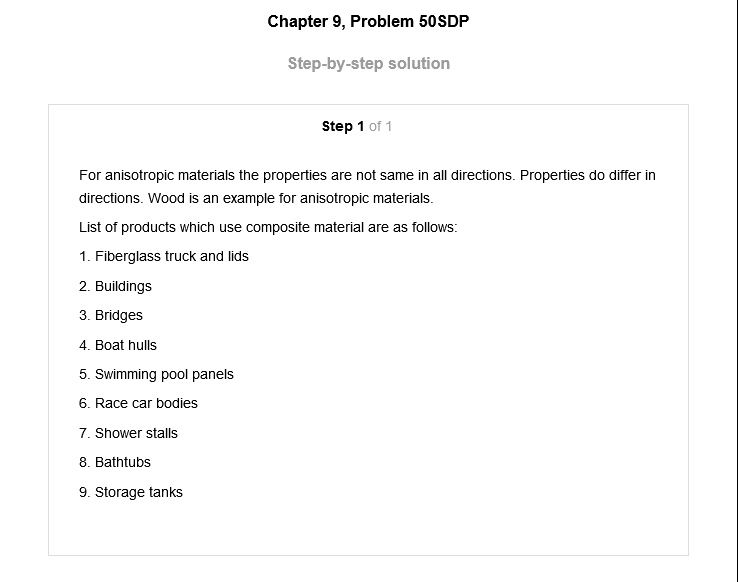 Chapter 9, Problem 50SDP
Step-by-step solution
Step 1 of 1
For anisotropic materials the properties are not same in all directions. Properties do differ in
directions. Wood is an example for anisotropic materials.
List of products which use composite material are as follows:
1. Fiberglass truck and lids
2. Buildings
3. Bridges
4. Boat hulls
5. Swimming pool panels
6. Race car bodies
7. Shower stalls
8. Bathtubs
9. Storage tanks